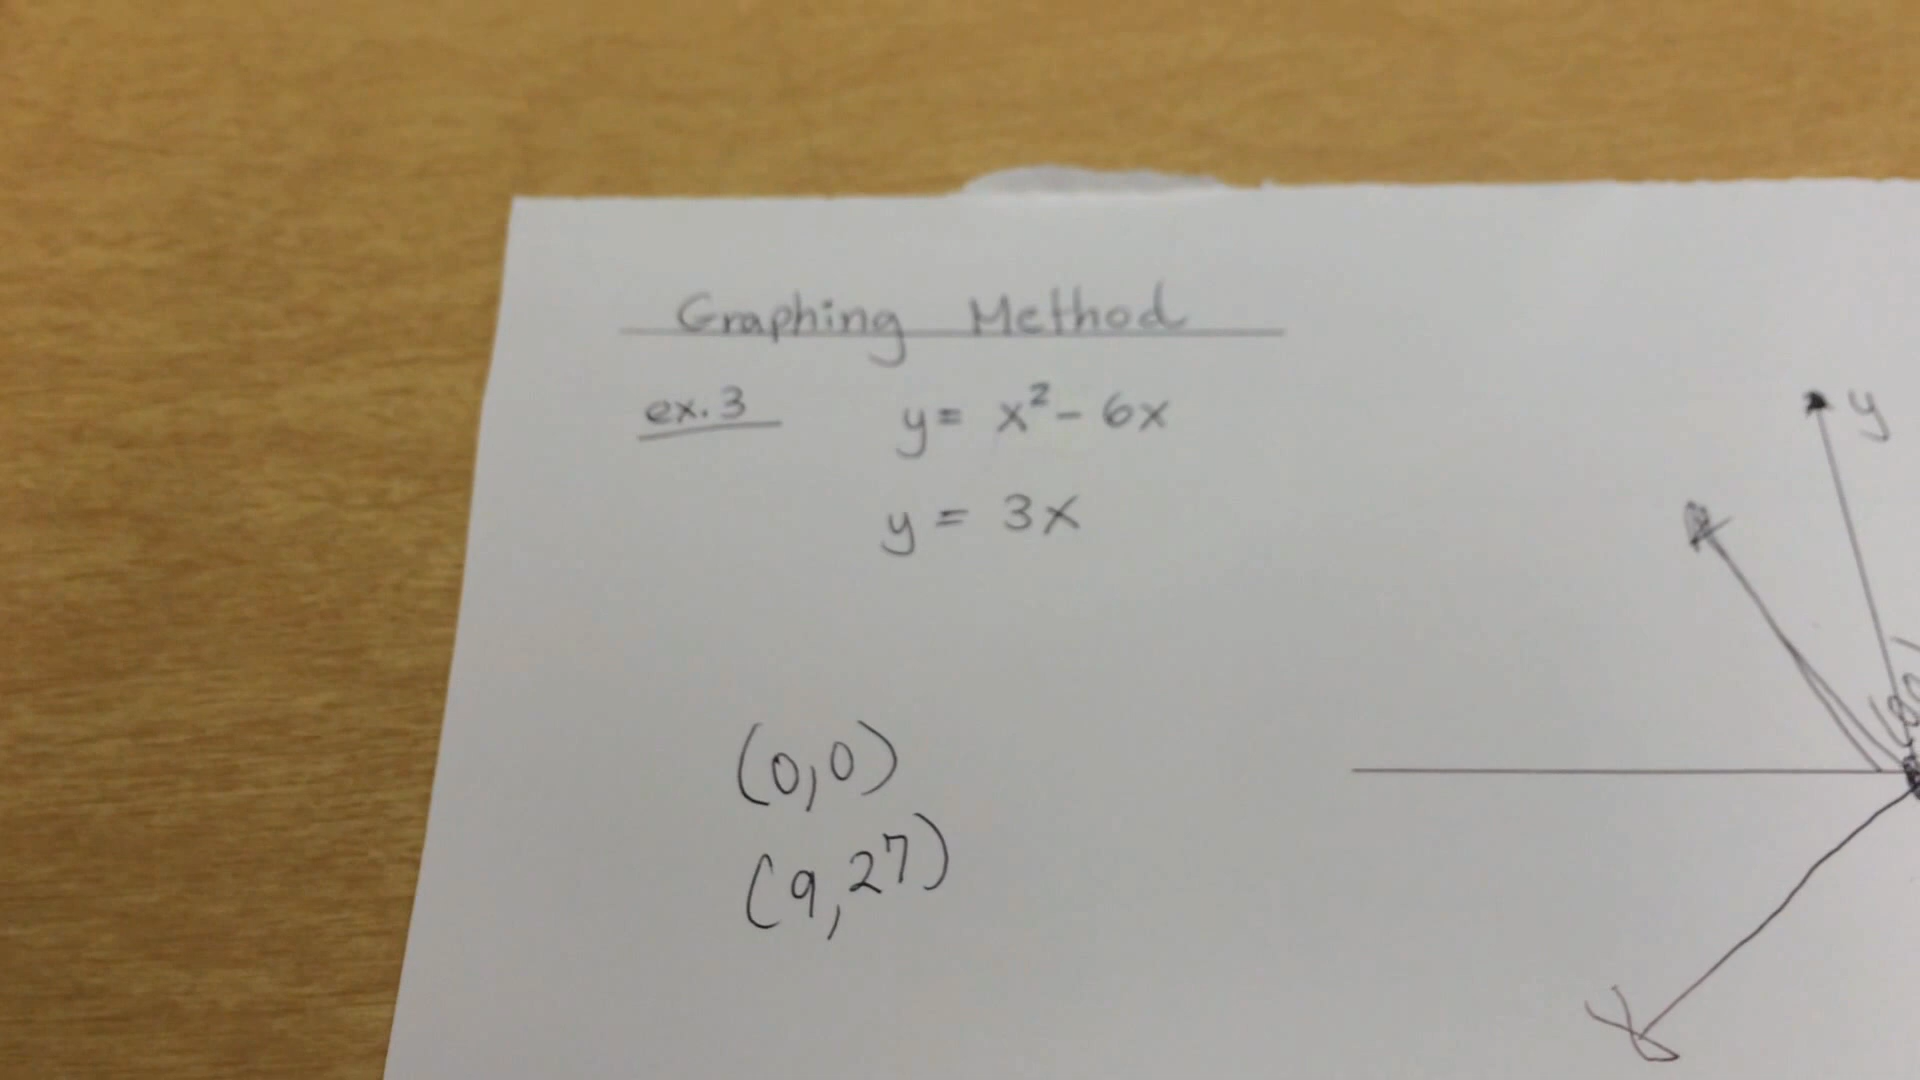 Graphing Method
ex. 3 y = x² - 6x
y = 3x
(0,0)
(9,27)
y